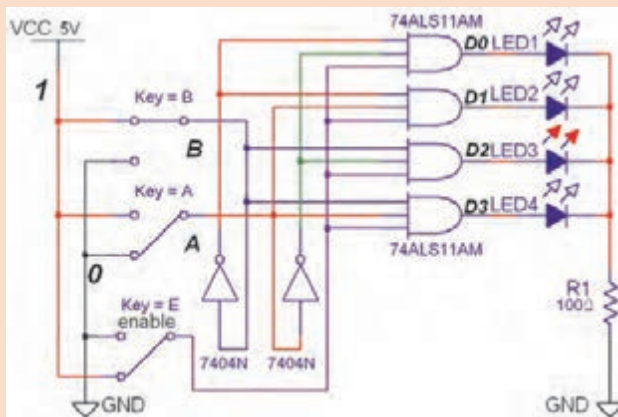 74ALS11AM
VCC 5V
D0 LED1
1
Key = B
D1 LED2
B
D2 LED3
Key = A
A
D3 LED4
0
74ALS11AM
Key = E
enable
R1
100Ω
7404N
7404N
GND
GND